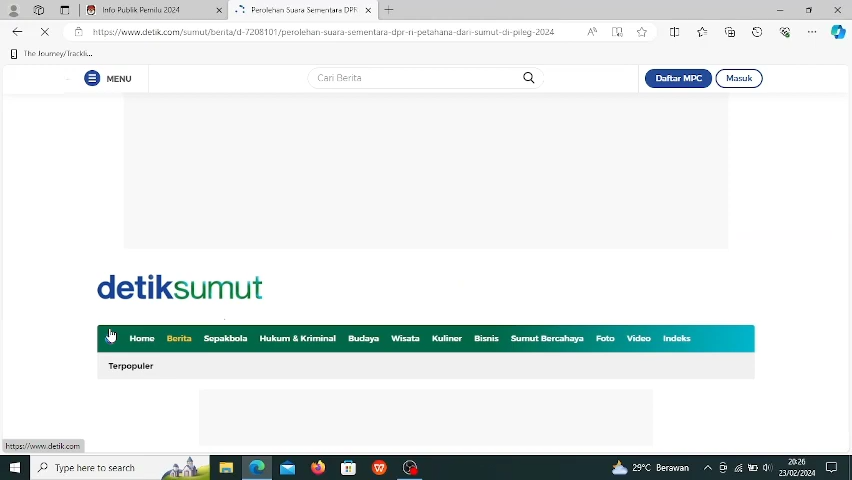 Info Publik Pemilu 2024
Perolehan Suara Sementara DPR
https://www.detik.com/sumut/berita/d-7208101/perolehan-suara-sementara-dpr-ri-petahana-dari-sumut-di-pileg-2024
The Journey/Trackli...
MENU
Cari Berita
Daftar MPC
Masuk
detiksumut
Home Berita Sepakbola Hukum & Kriminal Budaya Wisata Kuliner Bisnis Sumut Bercahaya Foto Video Indeks
Terpopuler
https://www.detik.com
Type here to search
29°C Berawan
20:26
23/02/2024